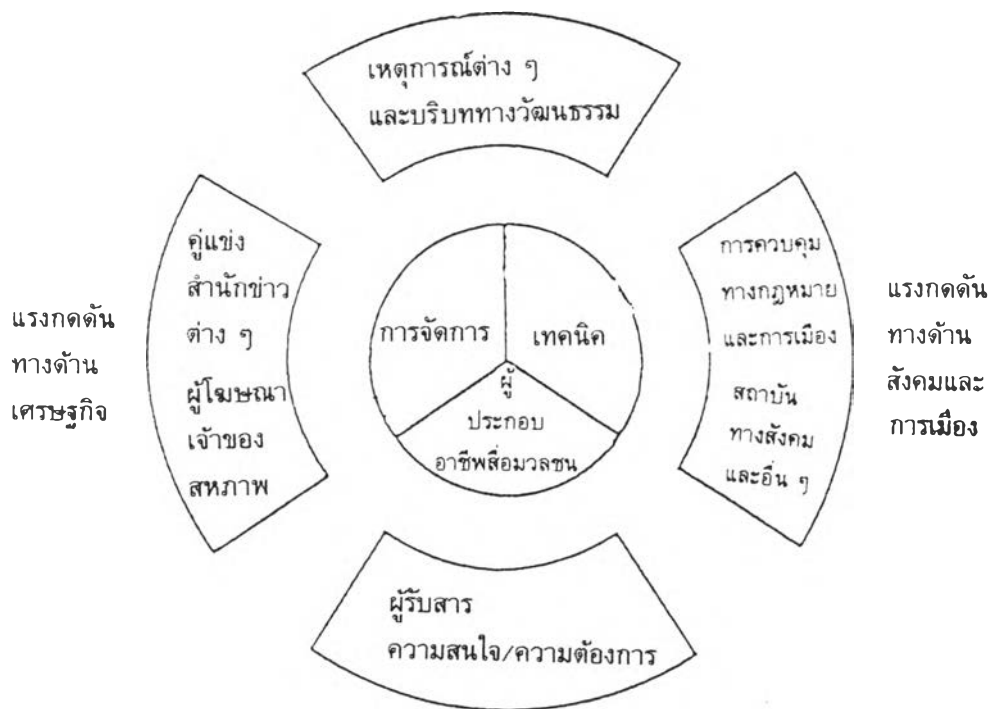 เหตุการณ์ต่าง ๆ
และบริบททางวัฒนธรรม
แรงกดดัน
ทางด้าน
เศรษฐกิจ
คู่แข่ง
สำนักข่าว
ต่าง ๆ
ผู้โฆษณา
เจ้าของ
สหภาพ
การจัดการ
เทคนิค
ผู้
ประกอบ
อาชีพสื่อมวลชน
การควบคุม
ทางกฎหมาย
และการเมือง
สถาบัน
ทางสังคม
และอื่น ๆ
แรงกดดัน
ทางด้าน
สังคมและ
การเมือง
ผู้รับสาร
ความสนใจ/ความต้องการ